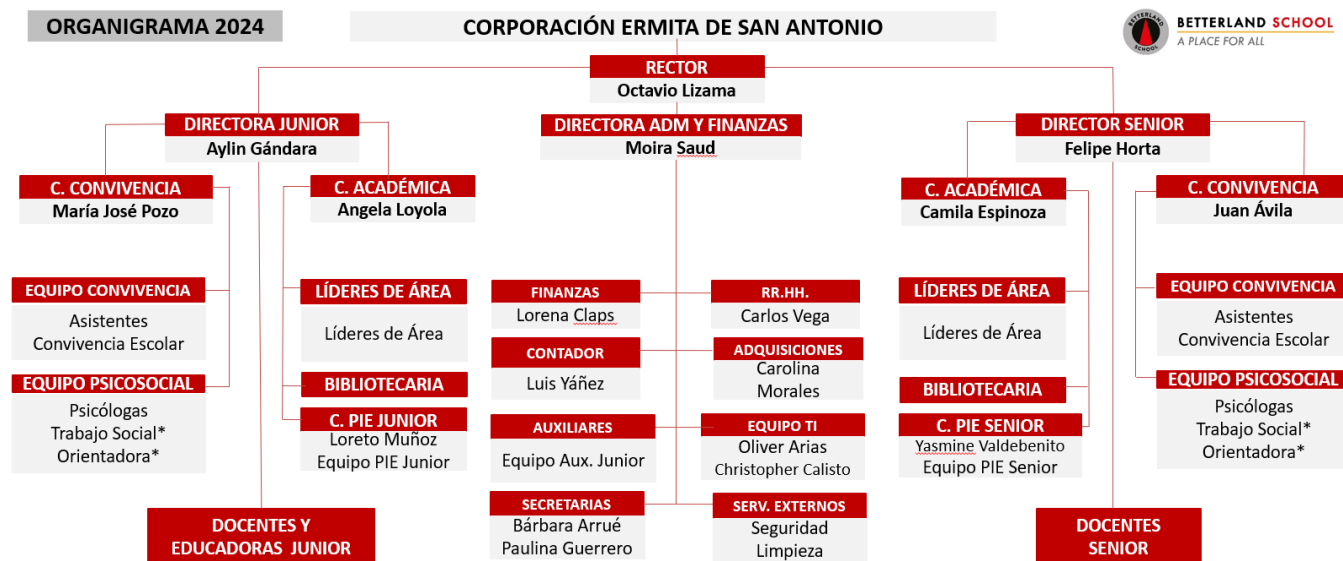 ORGANIGRAMA 2024
CORPORACIÓN ERMITA DE SAN ANTONIO
BETTERLAND SCHOOL
BETTERLAND SCHOOL
A PLACE FOR ALL
RECTOR
Octavio Lizama
DIRECTORA JUNIOR
Aylin Gándara
DIRECTORA ADM Y FINANZAS
Moira Saud
DIRECTOR SENIOR
Felipe Horta
C. CONVIVENCIA
María José Pozo
C. ACADÉMICA
Angela Loyola
C. ACADÉMICA
Camila Espinoza
C. CONVIVENCIA
Juan Ávila
EQUIPO CONVIVENCIA
Asistentes
Convivencia Escolar
EQUIPO PSICOSOCIAL
Psicólogas
Trabajo Social*
Orientadora*
LÍDERES DE ÁREA
Líderes de Área
BIBLIOTECARIA
C. PIE JUNIOR
Loreto Muñoz
Equipo PIE Junior
FINANZAS
Lorena Claps
RR.HH.
Carlos Vega
CONTADOR
Luis Yáñez
ADQUISICIONES
Carolina
Morales
AUXILIARES
Equipo Aux. Junior
EQUIPO TI
Oliver Arias
Christopher Calisto
SECRETARIAS
Bárbara Arrué
Paulina Guerrero
SERV. EXTERNOS
Seguridad
Limpieza
LÍDERES DE ÁREA
Líderes de Área
BIBLIOTECARIA
C. PIE SENIOR
Yasmine Valdebenito
Equipo PIE Senior
EQUIPO CONVIVENCIA
Asistentes
Convivencia Escolar
EQUIPO PSICOSOCIAL
Psicólogas
Trabajo Social*
Orientadora*
DOCENTES Y
EDUCADORAS JUNIOR
DOCENTES
SENIOR